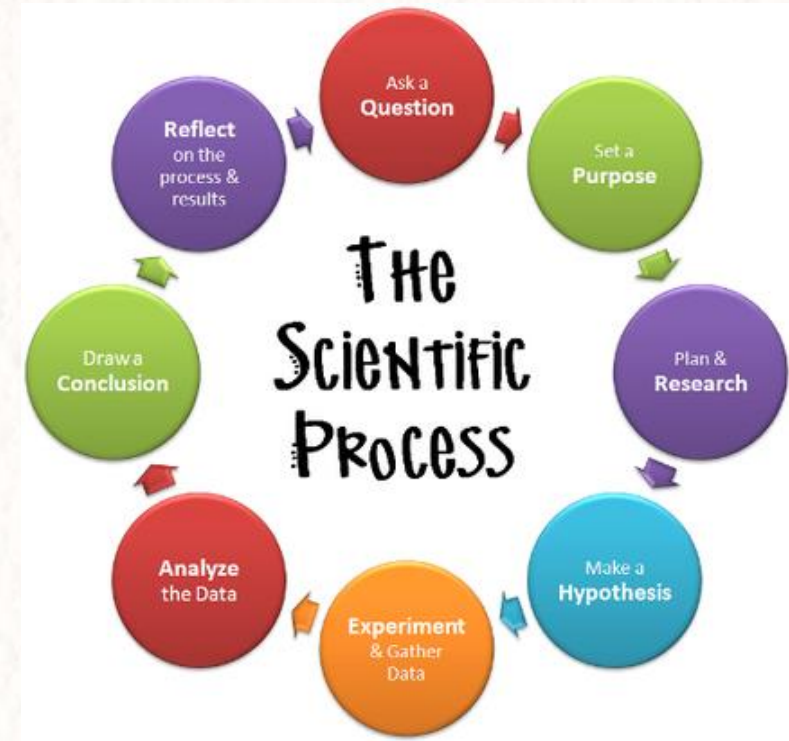 Ask a
Question
Set a
Purpose
Plan &
Research
Make a
Hypothesis
Experiment
& Gather
Data
Analyze
the Data
Draw a
Conclusion
Reflect
on the
process &
results
The
Scientific
Process